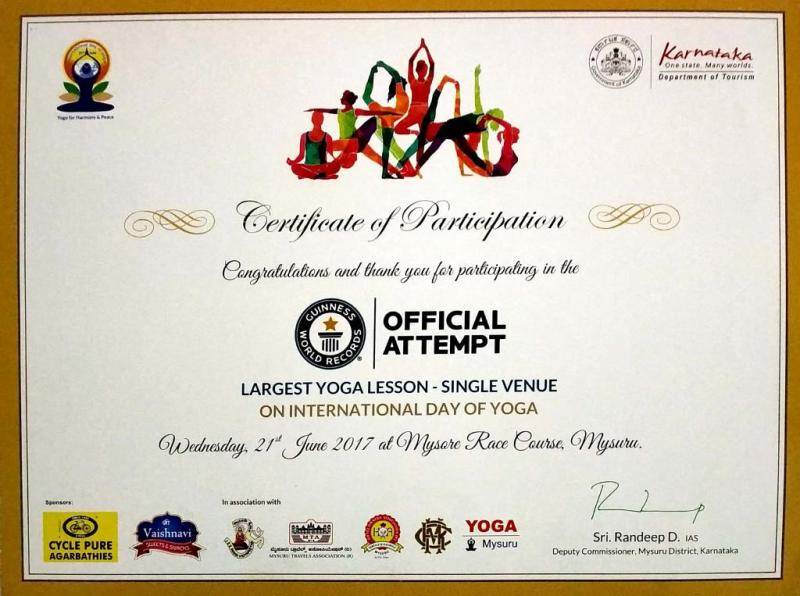 Yoga for Harmony & Peace
Karnataka
One state. Many worlds.
Department of Tourism
Certificate of Participation
Congratulations and thank you for participating in the
GUINNESS
WORLD RECORDS
OFFICIAL
ATTEMPT
LARGEST YOGA LESSON - SINGLE VENUE
ON INTERNATIONAL DAY OF YOGA
Wednesday, 21st June 2017 at Mysore Race Course, Mysuru.
Sponsors:
In association with
CYCLE PURE
AGARBATHIES
Vaishnavi
SWEETS & SNACKS
MTA
ಮೈಸೂರು ಟ್ರಾವೆಲ್ಸ್ ಅಸೋಸಿಯೇಷನ್ (ರಿ)
MYSURU TRAVELS ASSOCIATION (R)
YOGA
Mysuru
Sri. Randeep D. IAS
Deputy Commissioner, Mysuru District, Karnataka